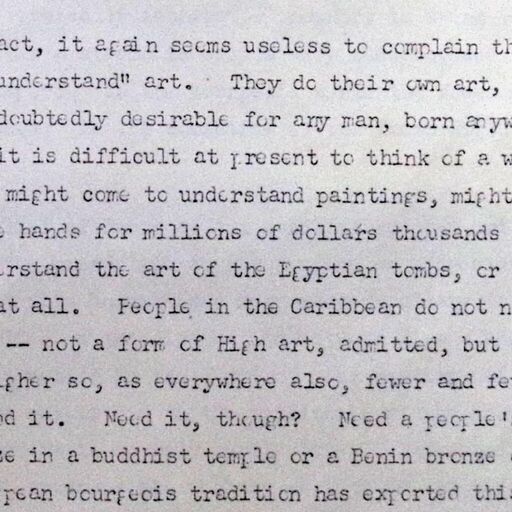 act, it again seems useless to complain th
understand" art. They do their own art,
doubtedly desirable for any man, born anyw
it is difficult at present to think of a w
might come to understand paintings, might
hands for millions of dollars thousands
rstand the art of the Egyptian tombs, or
at all. People in the Caribbean do not n
-- not a form of High art, admitted, but
igher so, as everywhere also, fewer and fe
d it. Need it, though? Need a people'
e in a buddhist temple or a Benin bronze
pean bourgeois tradition has exported this